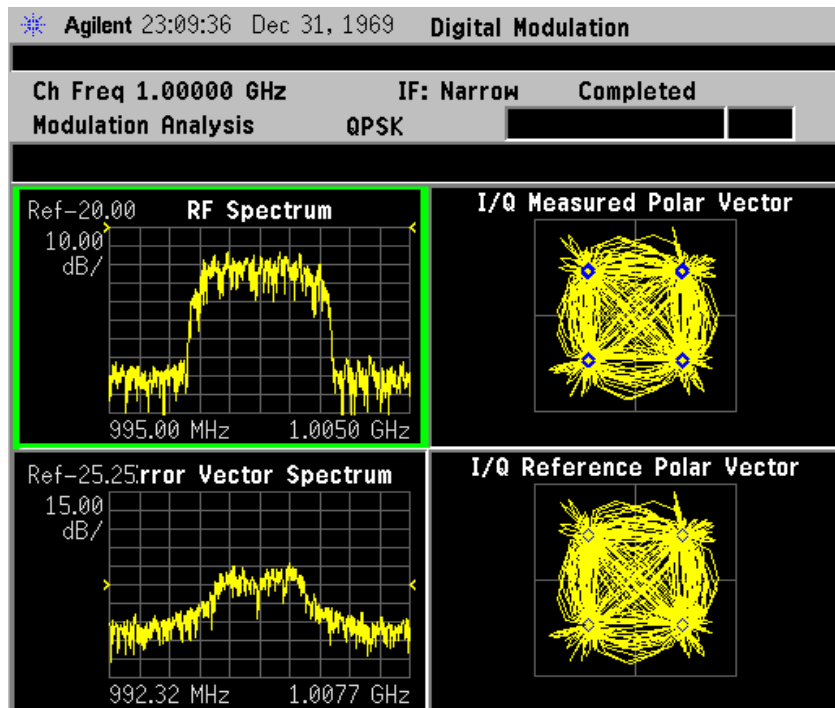 Agilent 23:09:36 Dec 31, 1969 Digital Modulation
Ch Freq 1.00000 GHz IF: Narrow Completed
Modulation Analysis QPSK
Ref-20.00 RF Spectrum
10.00
dB/
995.00 MHz 1.0050 GHz
I/Q Measured Polar Vector
Ref-25.25 rror Vector Spectrum
15.00
dB/
992.32 MHz 1.0077 GHz
I/Q Reference Polar Vector